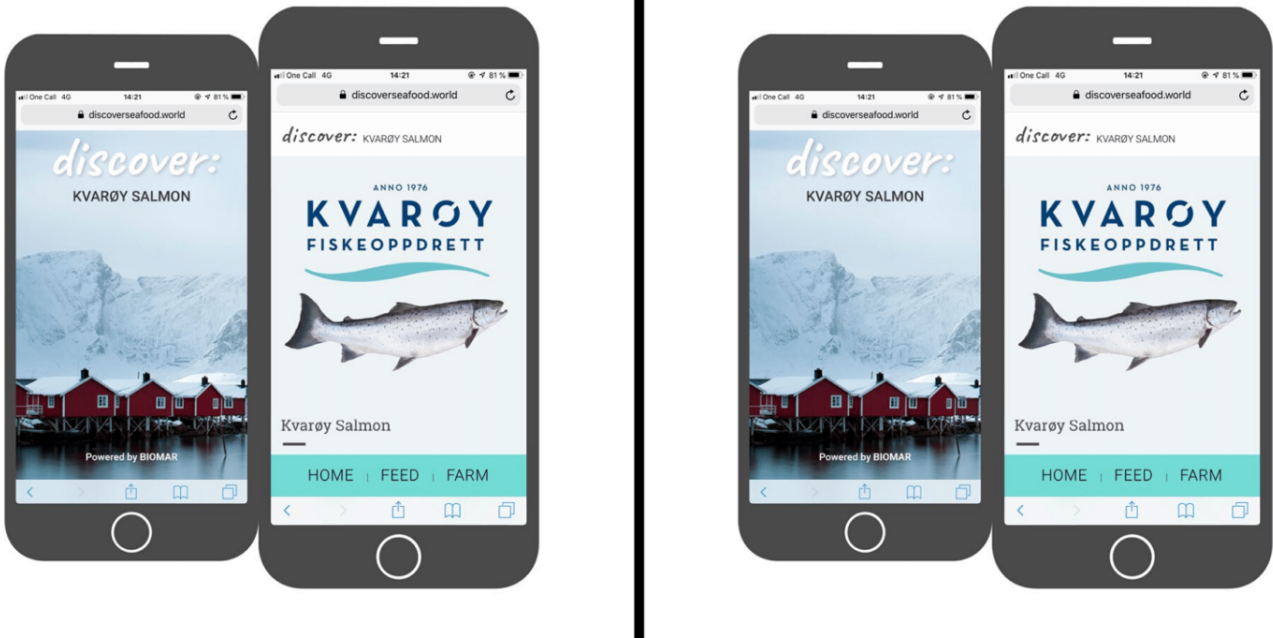 One Call 4G 14:21 81 %
discoverseafood.world
discover:
KVARØY SALMON
Powered by BIOMAR
One Call 4G 14:21 81 %
discoverseafood.world
discover: KVARØY SALMON
ANNO 1976
KVARØY
FISKEOPPDRETT
Kvarøy Salmon
HOME | FEED | FARM
One Call 4G 14:21 81 %
discoverseafood.world
discover:
KVARØY SALMON
Powered by BIOMAR
One Call 4G 14:21 81 %
discoverseafood.world
discover: KVARØY SALMON
ANNO 1976
KVARØY
FISKEOPPDRETT
Kvarøy Salmon
HOME | FEED | FARM